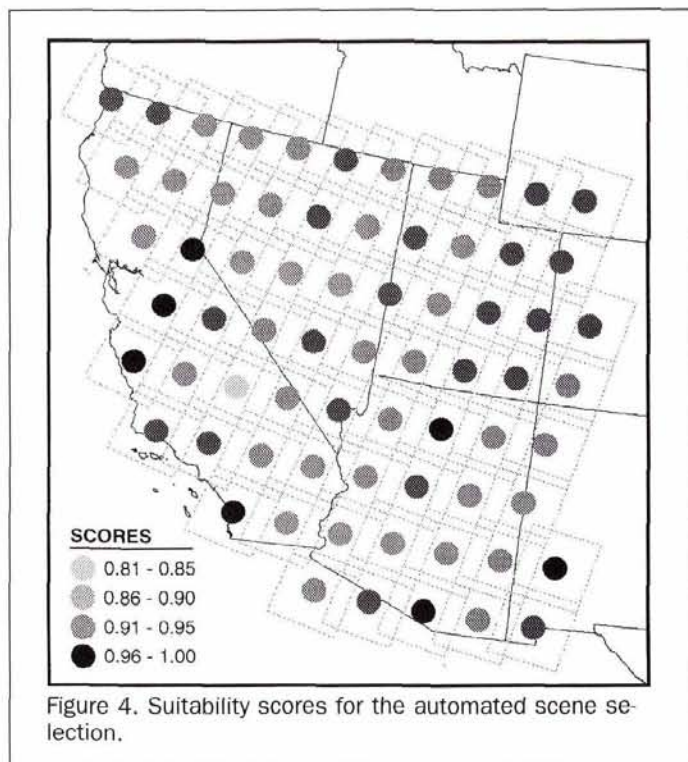 SCORES
0.81 - 0.85
0.86 - 0.90
0.91 - 0.95
0.96 - 1.00
Figure 4. Suitability scores for the automated scene se-
lection.